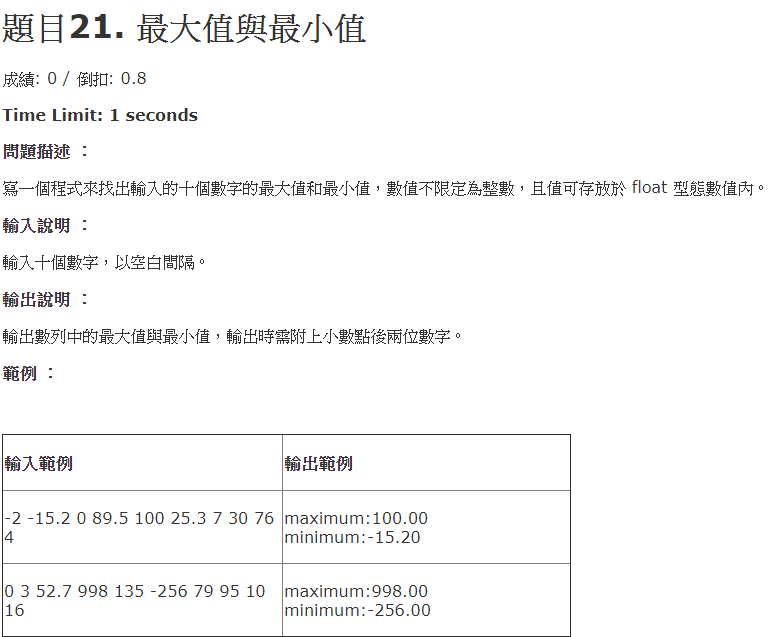 題目21. 最大值與最小值
成績: 0 / 倒扣: 0.8
Time Limit: 1 seconds
問題描述 ：
寫一個程式來找出輸入的十個數字的最大值和最小值，數值不限定為整數，且值可存放於 float 型態數值內。
輸入說明 ：
輸入十個數字，以空白間隔。
輸出說明 ：
輸出數列中的最大值與最小值，輸出時需附上小數點後兩位數字。
範例 ：
輸入範例
輸出範例
-2 -15.2 0 89.5 100 25.3 7 30 76
4
maximum:100.00
minimum:-15.20
0 3 52.7 998 135 -256 79 95 10
16
maximum:998.00
minimum:-256.00